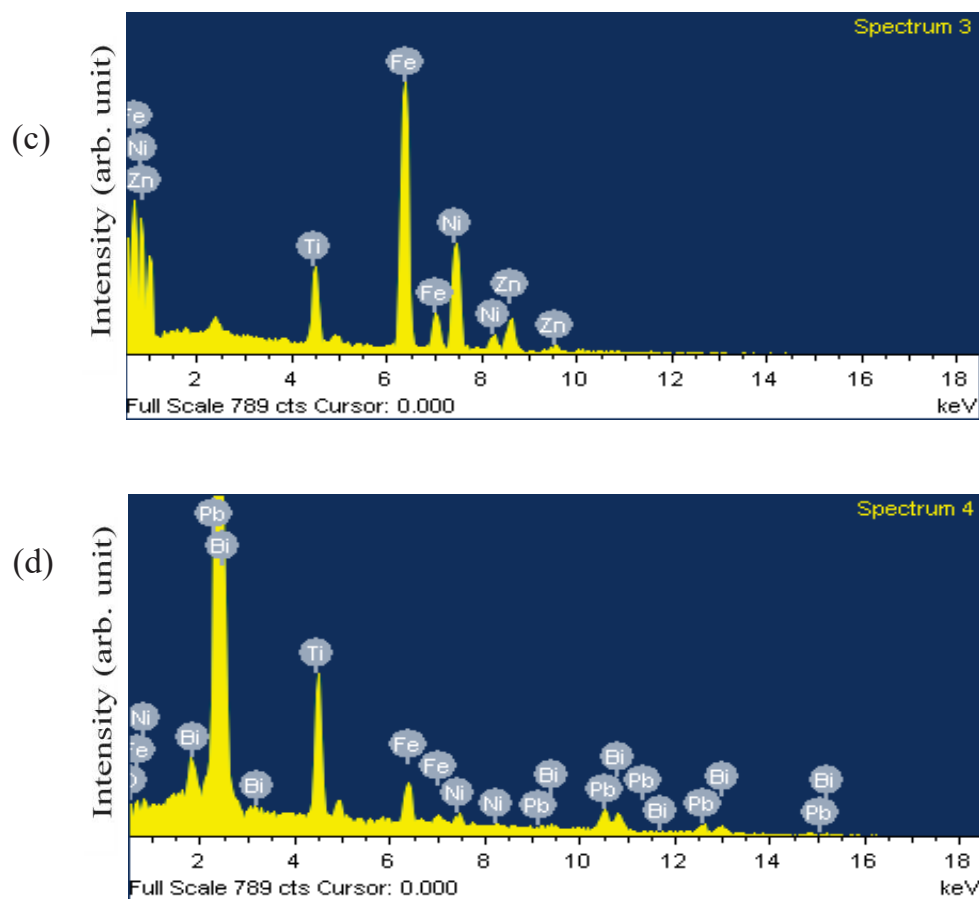 (c)
Intensity (arb. unit)
Spectrum 3
Fe
Ni
Zn
Ti
Fe
Fe
Ni
Ni
Zn
Zn
2 4 6 8 10 12 14 16 18
Full Scale 789 cts Cursor: 0.000 keV
(d)
Intensity (arb. unit)
Spectrum 4
Ni
Fe
O
Bi
Pb
Bi
Bi
Ti
Fe
Fe
Ni
Ni
Pb
Bi
Pb
Bi
Pb
Bi
Pb
Bi
Pb
Bi
2 4 6 8 10 12 14 16 18
Full Scale 789 cts Cursor: 0.000 keV